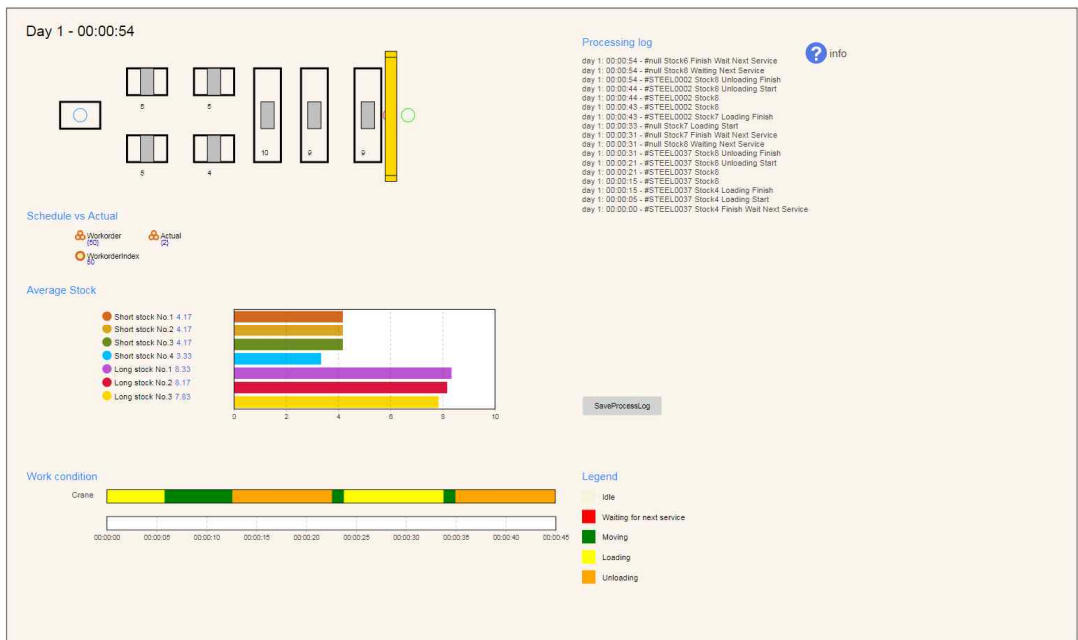 Day 1 - 00:00:54
5
5
5
4
10
9
9
Processing log
info
day 1: 00:00:54 - #null Stock6 Finish Wait Next Service
day 1: 00:00:54 - #null Stock8 Waiting Next Service
day 1: 00:00:54 - #STEEL0002 Stock8 Unloading Finish
day 1: 00:00:44 - #STEEL0002 Stock8 Unloading Start
day 1: 00:00:44 - #STEEL0002 Stock8
day 1: 00:00:43 - #STEEL0002 Stock8
day 1: 00:00:43 - #STEEL0002 Stock7 Loading Finish
day 1: 00:00:33 - #null Stock7 Loading Start
day 1: 00:00:31 - #null Stock7 Finish Wait Next Service
day 1: 00:00:31 - #null Stock8 Waiting Next Service
day 1: 00:00:31 - #STEEL0037 Stock8 Unloading Finish
day 1: 00:00:21 - #STEEL0037 Stock8 Unloading Start
day 1: 00:00:21 - #STEEL0037 Stock8
day 1: 00:00:15 - #STEEL0037 Stock8
day 1: 00:00:15 - #STEEL0037 Stock4 Loading Finish
day 1: 00:00:05 - #STEEL0037 Stock4 Loading Start
day 1: 00:00:00 - #STEEL0037 Stock4 Finish Wait Next Service
Schedule vs Actual
Workorder
(50)
Actual
(2)
WorkorderIndex
50
Average Stock
Short stock No.1 4.17
Short stock No.2 4.17
Short stock No.3 4.17
Short stock No.4 3.33
Long stock No.1 8.33
Long stock No.2 8.17
Long stock No.3 7.83
0 2 4 6 8 10
SaveProcessLog
Work condition
Crane
00:00:00 00:00:05 00:00:10 00:00:15 00:00:20 00:00:25 00:00:30 00:00:35 00:00:40 00:00:45
Legend
Idle
Waiting for next service
Moving
Loading
Unloading